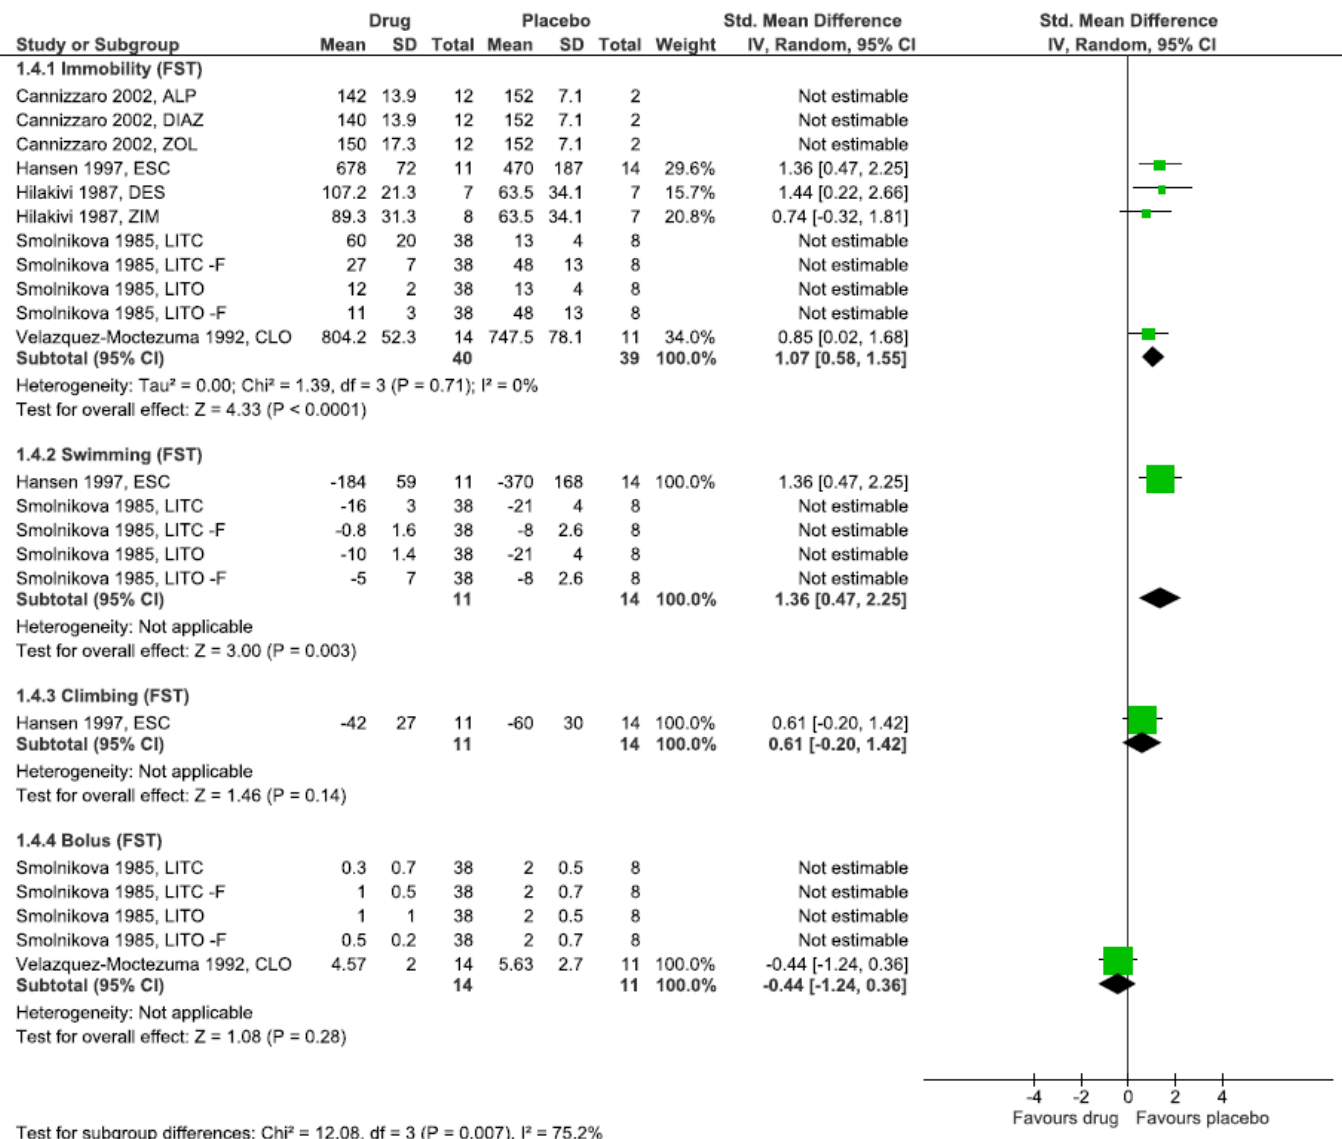 Drug Placebo Std. Mean Difference Std. Mean Difference
Study or Subgroup Mean SD Total Mean SD Total Weight IV, Random, 95% CI IV, Random, 95% CI
1.4.1 Immobility (FST)
Cannizzaro 2002, ALP 142 13.9 12 152 7.1 2 Not estimable
Cannizzaro 2002, DIAZ 140 13.9 12 152 7.1 2 Not estimable
Cannizzaro 2002, ZOL 150 17.3 12 152 7.1 2 Not estimable
Hansen 1997, ESC 678 72 11 470 187 14 29.6% 1.36 [0.47, 2.25]
Hilakivi 1987, DES 107.2 21.3 7 63.5 34.1 7 15.7% 1.44 [0.22, 2.66]
Hilakivi 1987, ZIM 89.3 31.3 8 63.5 34.1 7 20.8% 0.74 [-0.32, 1.81]
Smolnikova 1985, LITC 60 20 38 13 4 8 Not estimable
Smolnikova 1985, LITC -F 27 7 38 48 13 8 Not estimable
Smolnikova 1985, LITO 12 2 38 13 4 8 Not estimable
Smolnikova 1985, LITO -F 11 3 38 48 13 8 Not estimable
Velazquez-Moctezuma 1992, CLO 804.2 52.3 14 747.5 78.1 11 34.0% 0.85 [0.02, 1.68]
Subtotal (95% CI) 40 39 100.0% 1.07 [0.58, 1.55]
Heterogeneity: Tau² = 0.00; Chi² = 1.39, df = 3 (P = 0.71); I² = 0%
Test for overall effect: Z = 4.33 (P < 0.0001)
1.4.2 Swimming (FST)
Hansen 1997, ESC -184 59 11 -370 168 14 100.0% 1.36 [0.47, 2.25]
Smolnikova 1985, LITC -16 3 38 -21 4 8 Not estimable
Smolnikova 1985, LITC -F -0.8 1.6 38 -8 2.6 8 Not estimable
Smolnikova 1985, LITO -10 1.4 38 -21 4 8 Not estimable
Smolnikova 1985, LITO -F -5 7 38 -8 2.6 8 Not estimable
Subtotal (95% CI) 11 14 100.0% 1.36 [0.47, 2.25]
Heterogeneity: Not applicable
Test for overall effect: Z = 3.00 (P = 0.003)
1.4.3 Climbing (FST)
Hansen 1997, ESC -42 27 11 -60 30 14 100.0% 0.61 [-0.20, 1.42]
Subtotal (95% CI) 11 14 100.0% 0.61 [-0.20, 1.42]
Heterogeneity: Not applicable
Test for overall effect: Z = 1.46 (P = 0.14)
1.4.4 Bolus (FST)
Smolnikova 1985, LITC 0.3 0.7 38 2 0.5 8 Not estimable
Smolnikova 1985, LITC -F 1 0.5 38 2 0.7 8 Not estimable
Smolnikova 1985, LITO 1 1 38 2 0.5 8 Not estimable
Smolnikova 1985, LITO -F 0.5 0.2 38 2 0.7 8 Not estimable
Velazquez-Moctezuma 1992, CLO 4.57 2 14 5.63 2.7 11 100.0% -0.44 [-1.24, 0.36]
Subtotal (95% CI) 14 11 100.0% -0.44 [-1.24, 0.36]
Heterogeneity: Not applicable
Test for overall effect: Z = 1.08 (P = 0.28)
-4 -2 0 2 4
Favours drug Favours placebo
Test for subgroup differences: Chi² = 12.08, df = 3 (P = 0.007), I² = 75.2%